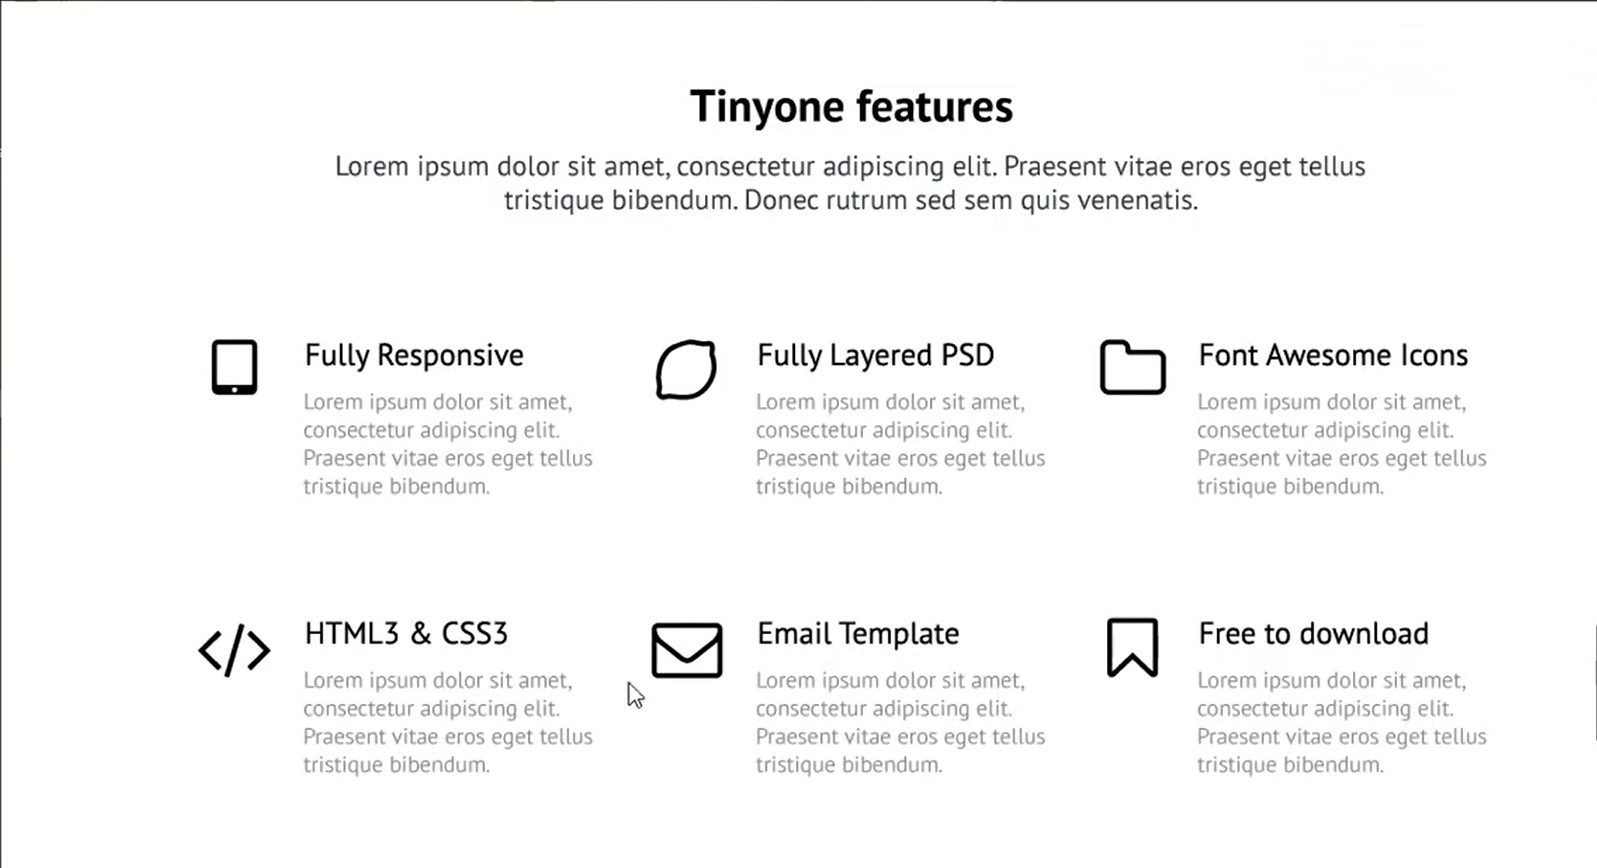 Tinyone features
Lorem ipsum dolor sit amet, consectetur adipiscing elit. Praesent vitae eros eget tellus
tristique bibendum. Donec rutrum sed sem quis venenatis.
Fully Responsive
Lorem ipsum dolor sit amet,
consectetur adipiscing elit.
Praesent vitae eros eget tellus
tristique bibendum.
Fully Layered PSD
Lorem ipsum dolor sit amet,
consectetur adipiscing elit.
Praesent vitae eros eget tellus
tristique bibendum.
Font Awesome Icons
Lorem ipsum dolor sit amet,
consectetur adipiscing elit.
Praesent vitae eros eget tellus
tristique bibendum.
HTML3 & CSS3
Lorem ipsum dolor sit amet,
consectetur adipiscing elit.
Praesent vitae eros eget tellus
tristique bibendum.
Email Template
Lorem ipsum dolor sit amet,
consectetur adipiscing elit.
Praesent vitae eros eget tellus
tristique bibendum.
Free to download
Lorem ipsum dolor sit amet,
consectetur adipiscing elit.
Praesent vitae eros eget tellus
tristique bibendum.